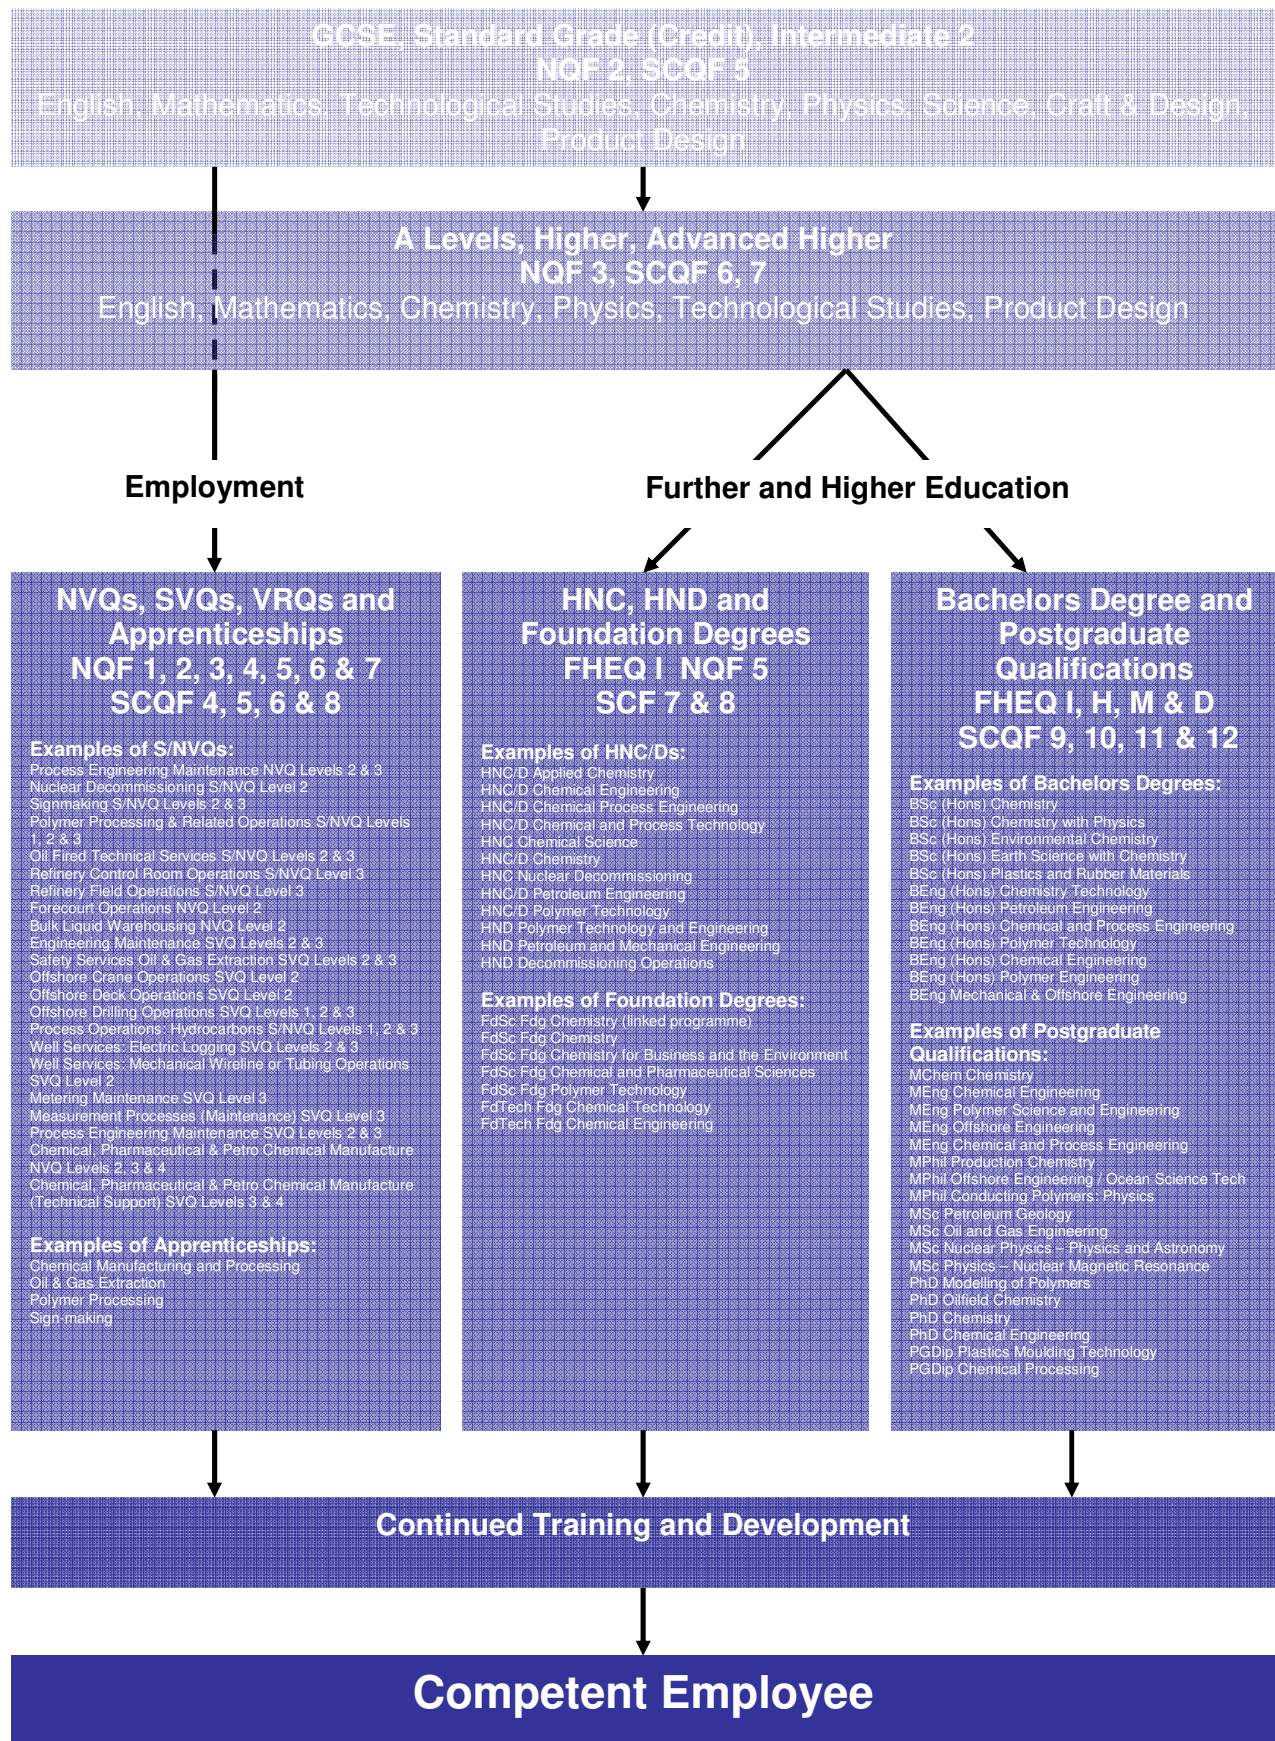 GCSE, Standard Grade (Credit), Intermediate 2
NQF 2, SCQF 5
English, Mathematics, Technological Studies, Chemistry, Physics, Science, Craft & Design,
Product Design
A Levels, Higher, Advanced Higher
NQF 3, SCQF 6, 7
English, Mathematics, Chemistry, Physics, Technological Studies, Product Design
Employment
Further and Higher Education
NVQs, SVQs, VRQs and
Apprenticeships
NQF 1, 2, 3, 4, 5, 6 & 7
SCQF 4, 5, 6 & 8
Examples of S/NVQs:
Process Engineering Maintenance NVQ Levels 2 & 3
Nuclear Decommissioning S/NVQ Level 2
Signmaking S/NVQ Levels 2 & 3
Polymer Processing & Related Operations S/NVQ Levels
1, 2 & 3
Oil Fired Technical Services S/NVQ Levels 2 & 3
Refinery Control Room Operations S/NVQ Level 3
Refinery Field Operations S/NVQ Level 3
Forecourt Operations NVQ Level 2
Bulk Liquid Warehousing NVQ Level 2
Engineering Maintenance SVQ Levels 2 & 3
Safety Services Oil & Gas Extraction SVQ Levels 2 & 3
Offshore Crane Operations SVQ Level 2
Offshore Deck Operations SVQ Level 2
Offshore Drilling Operations SVQ Levels 1, 2 & 3
Process Operations: Hydrocarbons S/NVQ Levels 1, 2 & 3
Well Services: Electric Logging SVQ Levels 2 & 3
Well Services: Mechanical Wireline or Tubing Operations
SVQ Level 2
Metering Maintenance SVQ Level 3
Measurement Processes (Maintenance) SVQ Level 3
Process Engineering Maintenance SVQ Levels 2 & 3
Chemical, Pharmaceutical & Petro Chemical Manufacture
NVQ Levels 2, 3 & 4
Chemical, Pharmaceutical & Petro Chemical Manufacture
(Technical Support) SVQ Levels 3 & 4
Examples of Apprenticeships:
Chemical Manufacturing and Processing
Oil & Gas Extraction
Polymer Processing
Sign-making
HNC, HND and
Foundation Degrees
FHEQ I NQF 5
SCF 7 & 8
Examples of HNC/Ds:
HNC/D Applied Chemistry
HNC/D Chemical Engineering
HNC/D Chemical Process Engineering
HNC/D Chemical and Process Technology
HNC Chemical Science
HNC/D Chemistry
HNC Nuclear Decommissioning
HNC/D Petroleum Engineering
HNC/D Polymer Technology
HND Polymer Technology and Engineering
HND Petroleum and Mechanical Engineering
HND Decommissioning Operations
Examples of Foundation Degrees:
FdSc Fdg Chemistry (linked programme)
FdSc Fdg Chemistry
FdSc Fdg Chemistry for Business and the Environment
FdSc Fdg Chemical and Pharmaceutical Sciences
FdSc Fdg Polymer Technology
FdTech Fdg Chemical Technology
FdTech Fdg Chemical Engineering
Bachelors Degree and
Postgraduate
Qualifications
FHEQ I, H, M & D
SCQF 9, 10, 11 & 12
Examples of Bachelors Degrees:
BSc (Hons) Chemistry
BSc (Hons) Chemistry with Physics
BSc (Hons) Environmental Chemistry
BSc (Hons) Earth Science with Chemistry
BSc (Hons) Plastics and Rubber Materials
BEng (Hons) Chemistry Technology
BEng (Hons) Petroleum Engineering
BEng (Hons) Chemical and Process Engineering
BEng (Hons) Polymer Technology
BEng (Hons) Chemical Engineering
BEng (Hons) Polymer Engineering
BEng Mechanical & Offshore Engineering
Examples of Postgraduate
Qualifications:
MChem Chemistry
MEng Chemical Engineering
MEng Polymer Science and Engineering
MEng Offshore Engineering
MEng Chemical and Process Engineering
MPhil Production Chemistry
MPhil Offshore Engineering / Ocean Science Tech
MPhil Conducting Polymers: Physics
MSc Petroleum Geology
MSc Oil and Gas Engineering
MSc Nuclear Physics – Physics and Astronomy
MSc Physics – Nuclear Magnetic Resonance
PhD Modelling of Polymers
PhD Oilfield Chemistry
PhD Chemistry
PhD Chemical Engineering
PGDip Plastics Moulding Technology
PGDip Chemical Processing
Continued Training and Development
Competent Employee